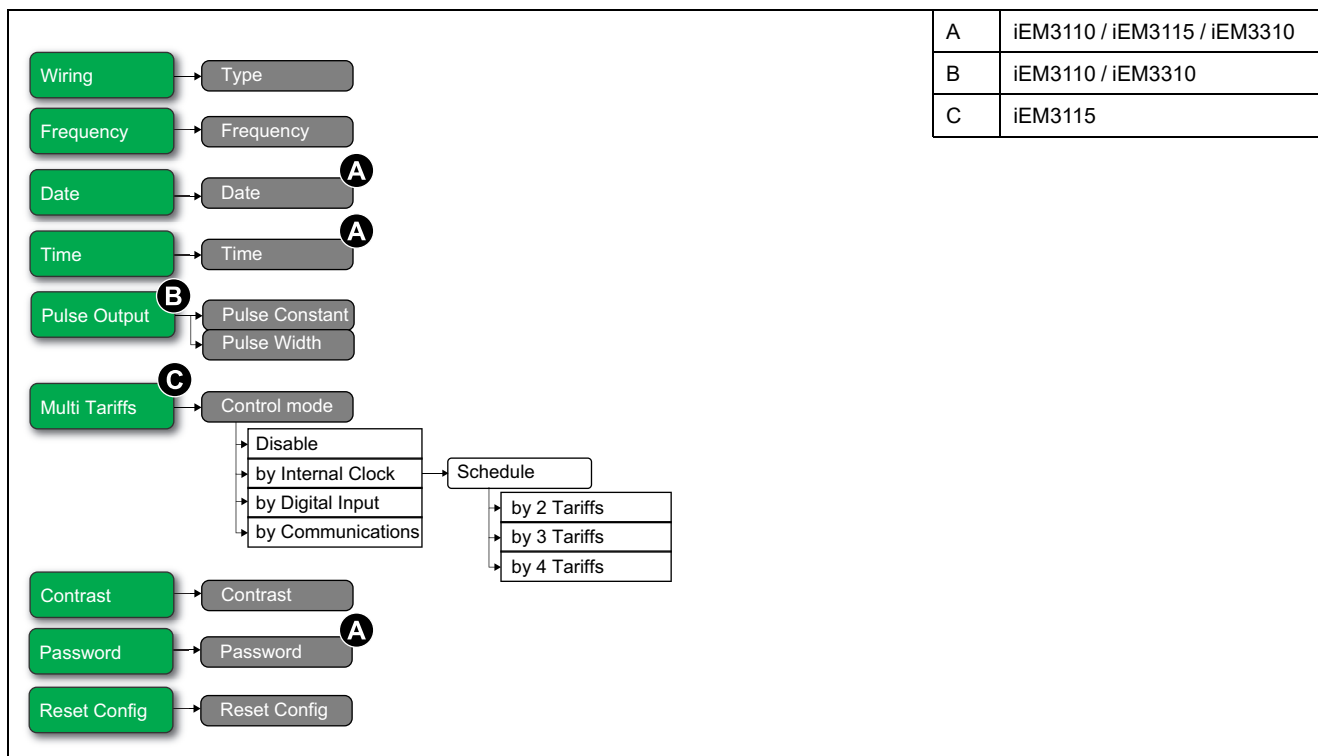 A iEM3110 / iEM3115 / iEM3310
B iEM3110 / iEM3310
C iEM3115
Wiring Type
Frequency Frequency
A
Date Date
A
Time Time
B
Pulse Output Pulse Constant
Pulse Width
C
Multi Tariffs Control mode
Disable
by Internal Clock Schedule
by Digital Input by 2 Tariffs
by Communications by 3 Tariffs
by 4 Tariffs
Contrast Contrast
A
Password Password
Reset Config Reset Config